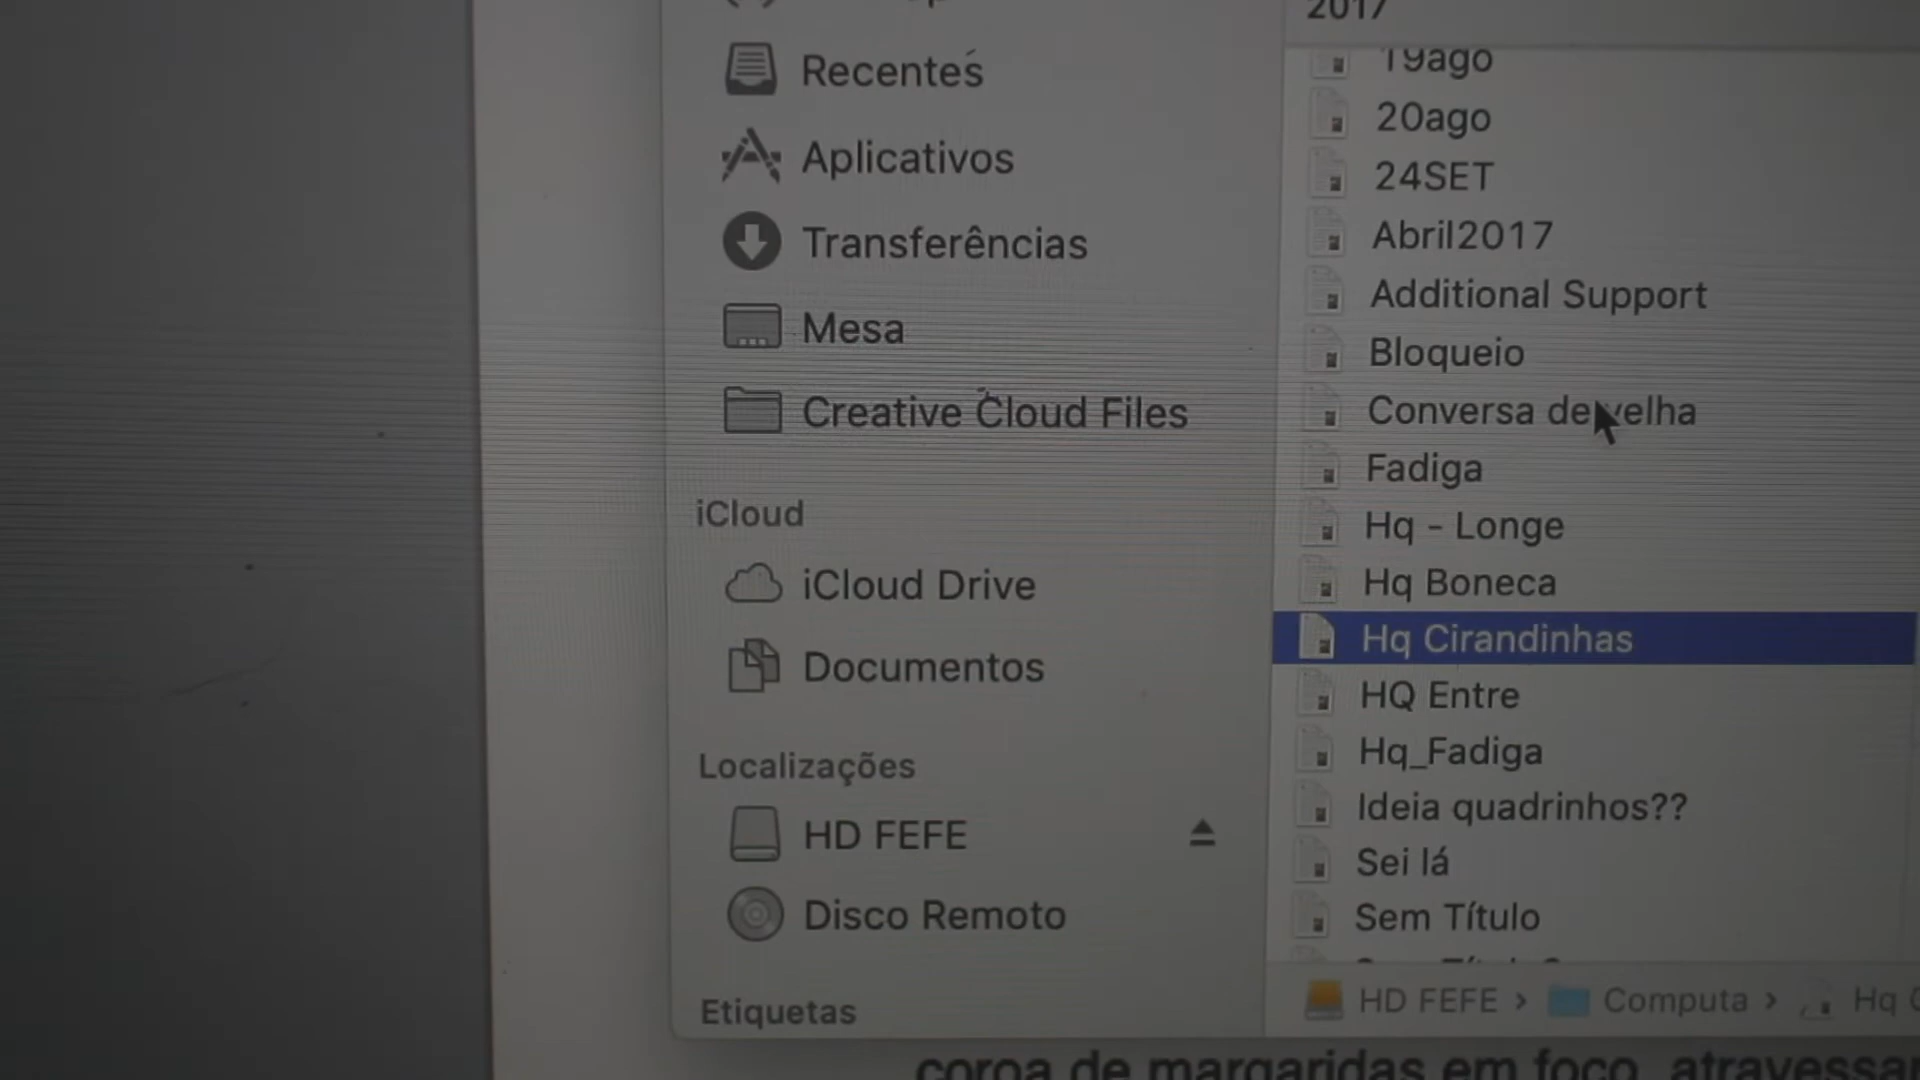 Recentes
Aplicativos
Transferências
Mesa
Creative Cloud Files
iCloud
iCloud Drive
Documentos
Localizações
HD FEFE
Disco Remoto
Etiquetas
2017
19ago
20ago
24SET
Abril2017
Additional Support
Bloqueio
Conversa de velha
Fadiga
Hq - Longe
Hq Boneca
Hq Cirandinhas
HQ Entre
Hq_Fadiga
Ideia quadrinhos??
Sei lá
Sem Título
HD FEFE › Computa › Hq
coroa de margaridas em foco, atravessar